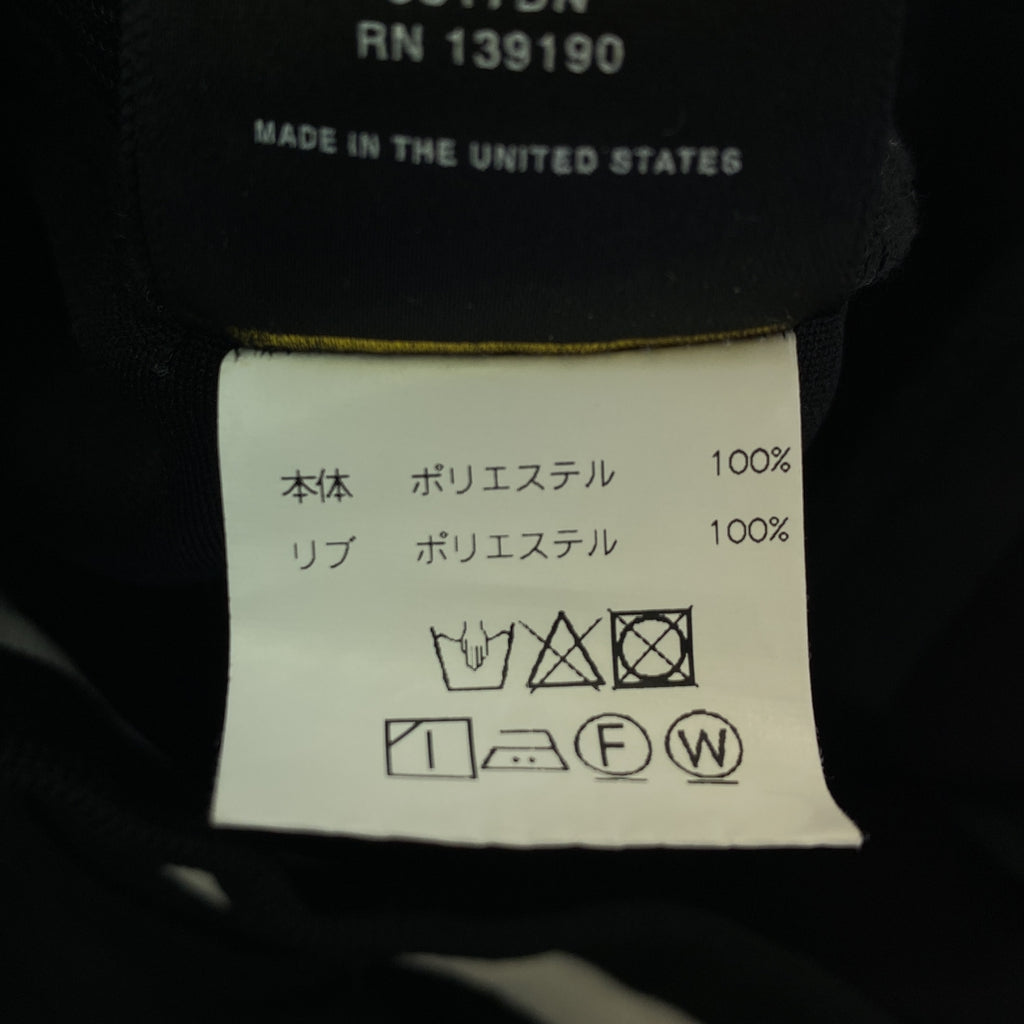 RN 139190
MADE IN THE UNITED STATES
本体 ポリエステル 100%
リブ ポリエステル 100%
F W